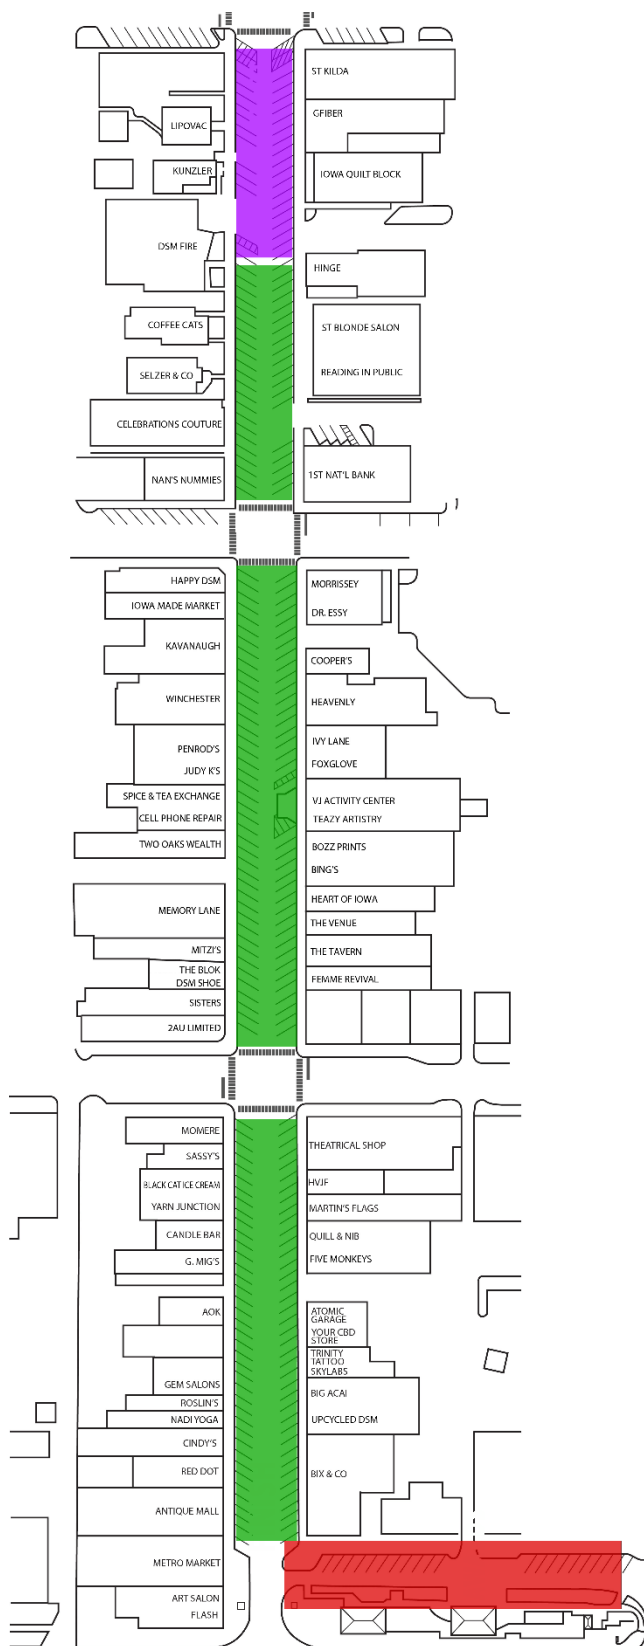 ST KILDA
GFIBER
LIPOVAC
KUNZLER
IOWA QUILT BLOCK
DSM FIRE
HINGE
COFFEE CATS
ST BLONDE SALON
SELZER & CO
READING IN PUBLIC
CELEBRATIONS COUTURE
NAN'S NUMMIES
1ST NAT'L BANK
HAPPY DSM
MORRISSEY
IOWA MADE MARKET
DR. ESSY
KAVANAUGH
COOPER'S
WINCHESTER
HEAVENLY
PENROD'S
IVY LANE
JUDY K'S
FOXGLOVE
SPICE & TEA EXCHANGE
VJ ACTIVITY CENTER
CELL PHONE REPAIR
TEAZY ARTISTRY
TWO OAKS WEALTH
BOZZ PRINTS
BING'S
MEMORY LANE
HEART OF IOWA
THE VENUE
MITZI'S
THE TAVERN
THE BLOK
DSM SHOE
FEMME REVIVAL
SISTERS
2AU LIMITED
MOMERE
THEATRICAL SHOP
SASSY'S
BLACK CAT ICE CREAM
HVJF
YARN JUNCTION
MARTIN'S FLAGS
CANDLE BAR
QUILL & NIB
G. MIG'S
FIVE MONKEYS
AOK
ATOMIC
GARAGE
YOUR CBD
STORE
TRINITY
TATTOO
SKYLABS
GEM SALONS
BIG ACAI
ROSLIN'S
NADI YOGA
UPCYCLED DSM
CINDY'S
RED DOT
BIX & CO
ANTIQUE MALL
METRO MARKET
ART SALON
FLASH